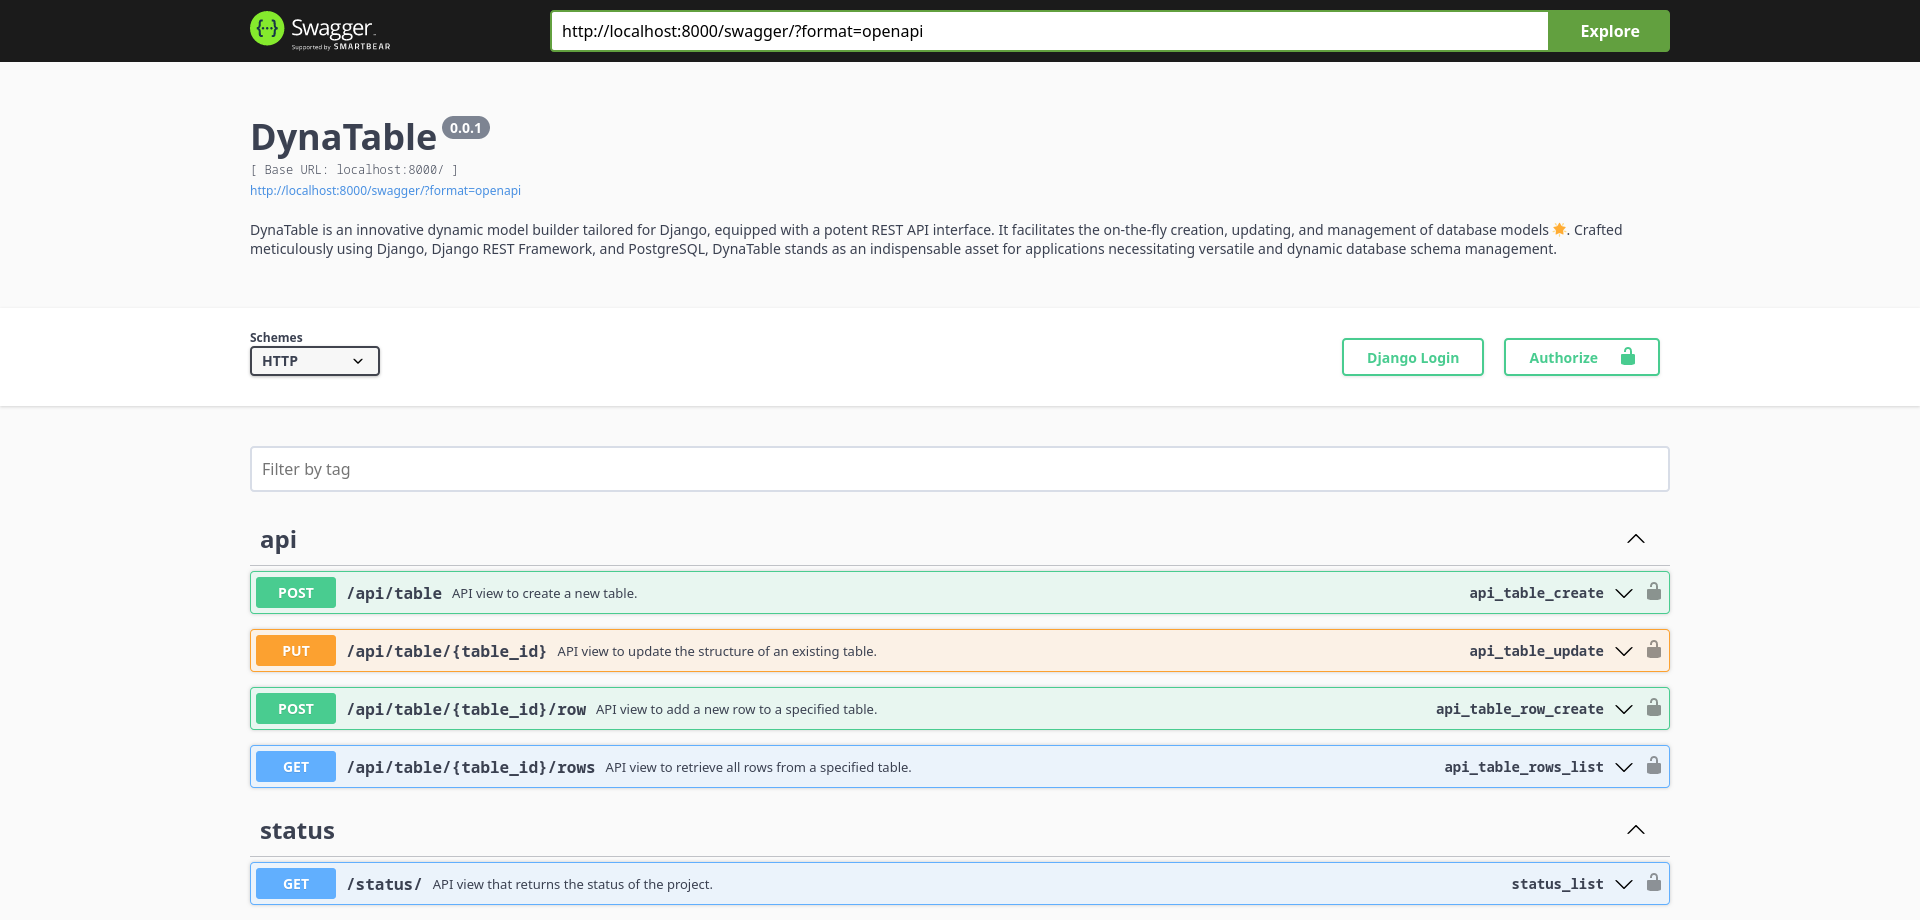 Swagger.
Supported by SMARTBEAR
http://localhost:8000/swagger/?format=openapi
Explore
DynaTable 0.0.1
[ Base URL: localhost:8000/ ]
http://localhost:8000/swagger/?format=openapi
DynaTable is an innovative dynamic model builder tailored for Django, equipped with a potent REST API interface. It facilitates the on-the-fly creation, updating, and management of database models 🌟. Crafted
meticulously using Django, Django REST Framework, and PostgreSQL, DynaTable stands as an indispensable asset for applications necessitating versatile and dynamic database schema management.
Schemes
HTTP
Django Login
Authorize
Filter by tag
api
POST /api/table API view to create a new table. api_table_create
PUT /api/table/{table_id} API view to update the structure of an existing table. api_table_update
POST /api/table/{table_id}/row API view to add a new row to a specified table. api_table_row_create
GET /api/table/{table_id}/rows API view to retrieve all rows from a specified table. api_table_rows_list
status
GET /status/ API view that returns the status of the project. status_list